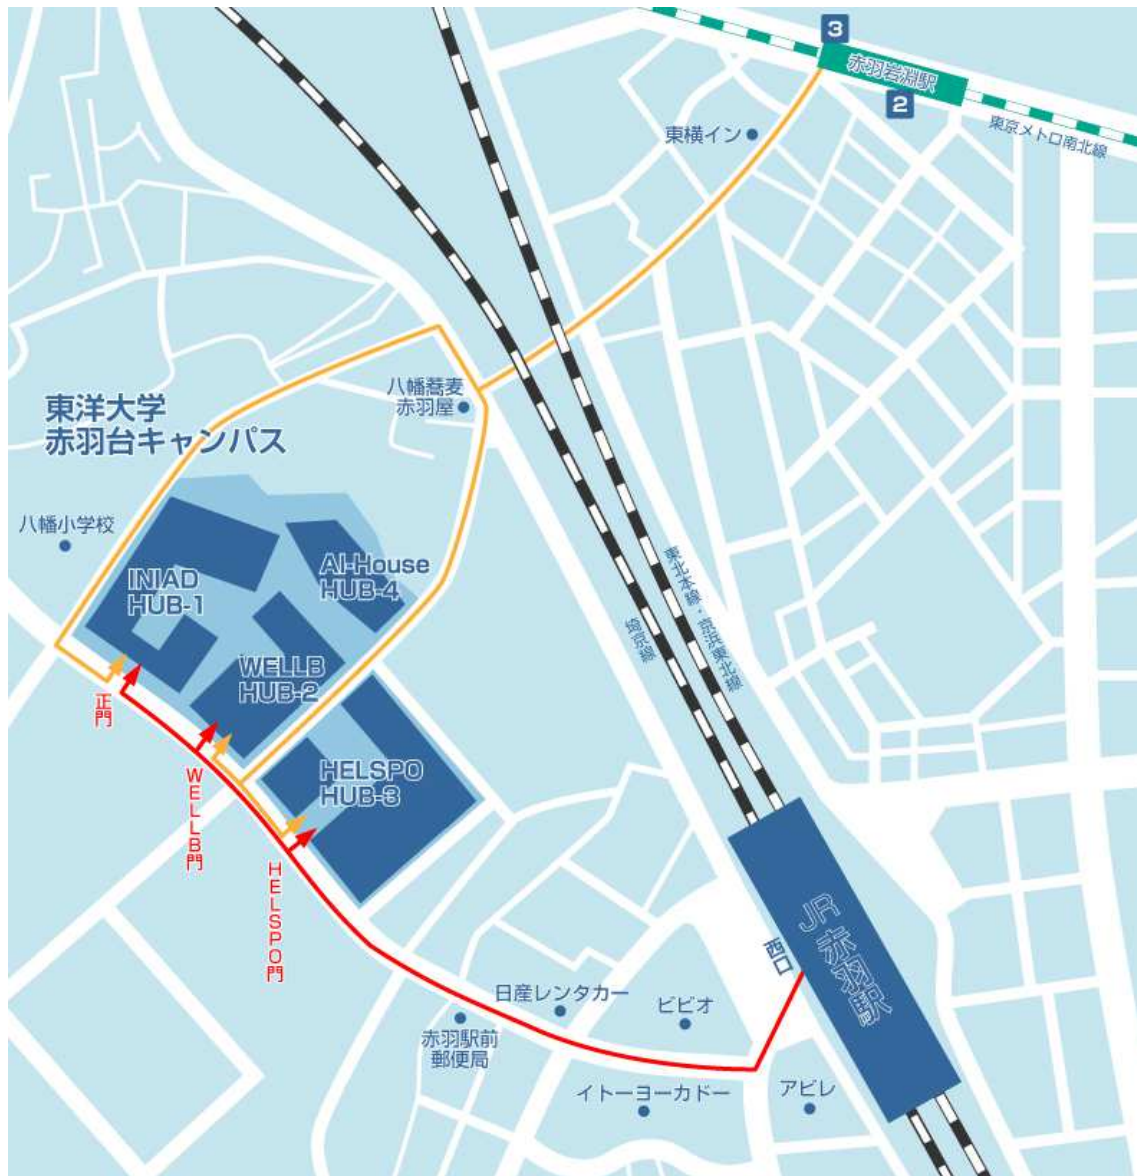 3
赤羽岩淵駅
2
東京メトロ南北線
東横イン
八幡蕎麦
赤羽屋
東洋大学
赤羽台キャンパス
八幡小学校
INIAD
HUB-1
AI-House
HUB-4
WELLB
HUB-2
HELSPO
HUB-3
正門
WELLB門
HELSPO門
埼京線
東北本線・京浜東北線
JR 赤羽駅
西口
日産レンタカー
ビビオ
赤羽駅前
郵便局
イトーヨーカドー
アピレ